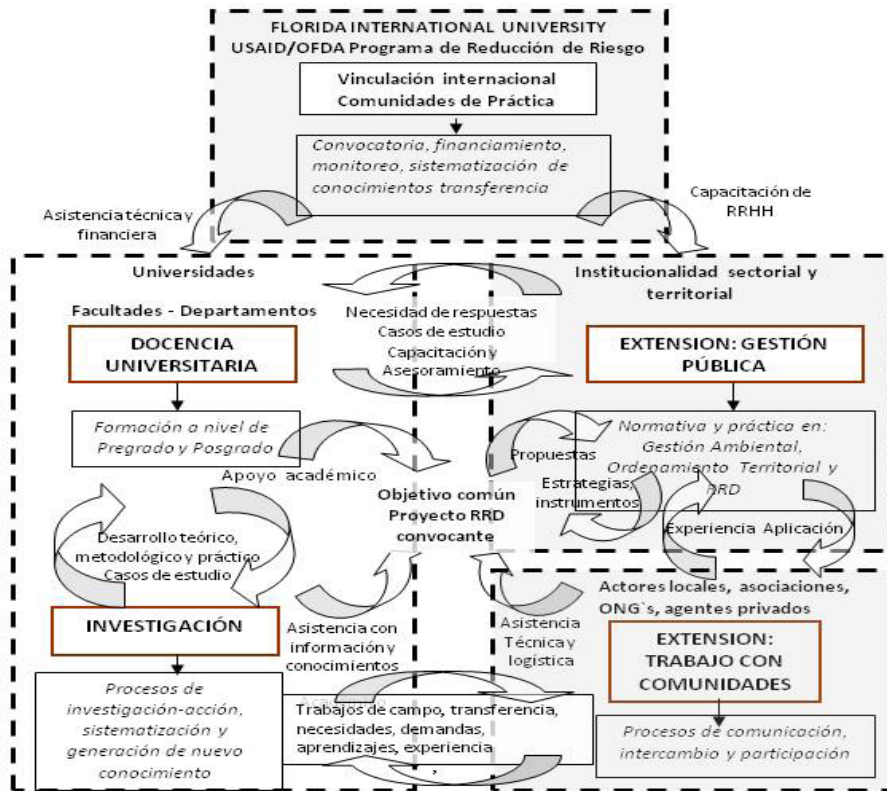 FLORIDA INTERNATIONAL UNIVERSITY
USAID/OFDA Programa de Reducción de Riesgo
Vinculación internacional
Comunidades de Práctica
Convocatoria, financiamiento,
monitoreo, sistematización de
conocimientos transferencia
Asistencia técnica y
financiera
Capacitación de
RRHH
Universidades
Facultades - Departamentos
DOCENCIA
UNIVERSITARIA
Formación a nivel de
Pregrado y Posgrado
Necesidad de respuestas
Casos de estudio
Capacitación y
Asesoramiento
Institucionalidad sectorial y
territorial
EXTENSION: GESTIÓN
PÚBLICA
Normativa y práctica en:
Gestión Ambiental,
Ordenamiento Territorial y
RRD
Apoyo académico
Propuestas
Estrategias,
instrumentos
Objetivo común
Proyecto RRD
convocante
Experiencia Aplicación
Desarrollo teórico,
metodológico y práctico
Casos de estudio
INVESTIGACIÓN
Procesos de
investigación-acción,
sistematización y
generación de nuevo
conocimiento
Asistencia con
información y
conocimientos
Asistencia
Técnica y
logística
Actores locales, asociaciones,
ONG`s, agentes privados
EXTENSION:
TRABAJO CON
COMUNIDADES
Procesos de comunicación,
intercambio y participación
Trabajos de campo, transferencia,
necesidades, demandas,
aprendizajes, experiencia
,